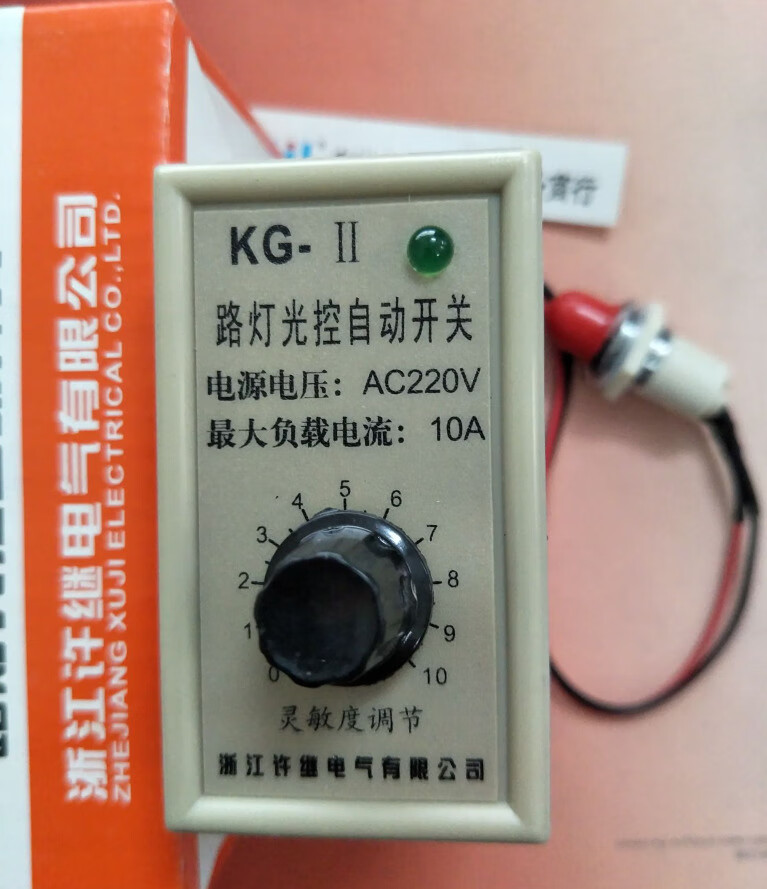 浙江许继电气有限公司
ZHEJIANG XUJI ELECTRICAL CO.,LTD.
KG-Ⅱ
路灯光控自动开关
电源电压：AC220V
最大负载电流：10A
0 1 2 3 4 5 6 7 8 9 10
灵敏度调节
浙江许继电气有限公司